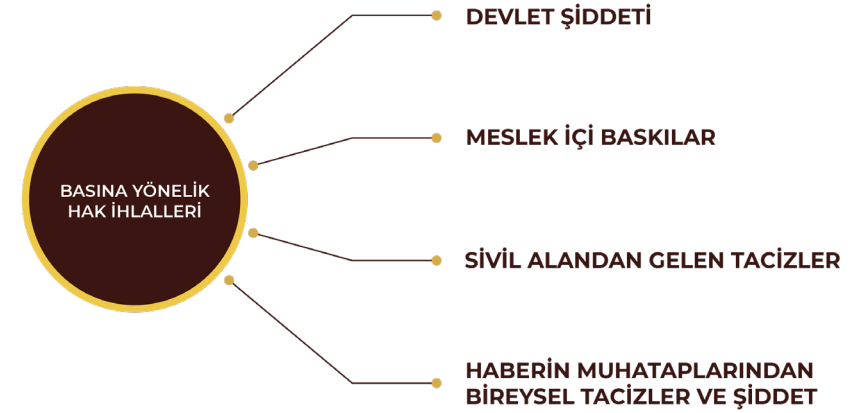 BASINA YÖNELİK
HAK İHLALLERİ
DEVLET ŞİDDETİ
MESLEK İÇİ BASKILAR
SİVİL ALANDAN GELEN TACİZLER
HABERİN MUHATAPLARINDAN
BİREYSEL TACİZLER VE ŞİDDET